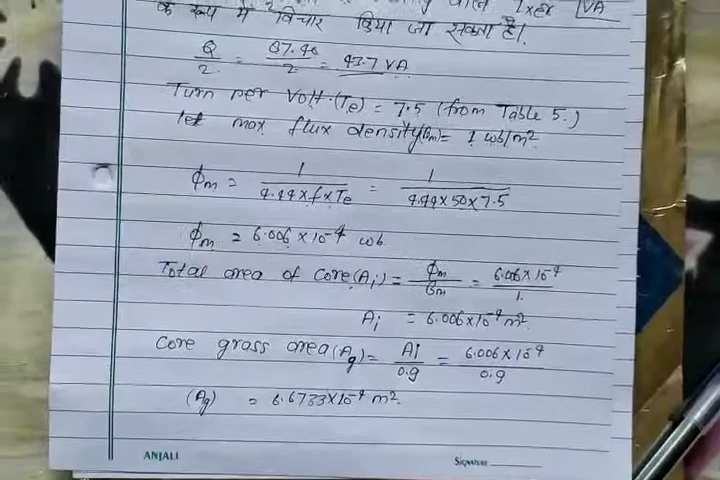 के रूप में विचार किया जा सकता है।
Q/2 = 87.46/2 = 43.7 VA
Turn per Volt (Te) = 7.5 (from Table 5.)
let max flux density (Bm) = 1 wb/m²
ϕm = 1/(4.44×f×Te) = 1/(4.44×50×7.5)
ϕm = 6.006×10⁻⁴ wb
Total area of core (Ai) = ϕm/Bm = 6.006×10⁻⁴/1
Ai = 6.006×10⁻⁴ m².
Core grass area (Ag) = Ai/0.9 = 6.006×10⁻⁴/0.9
(Ag) = 6.6733×10⁻⁴ m².
ANJALI SIGNATURE